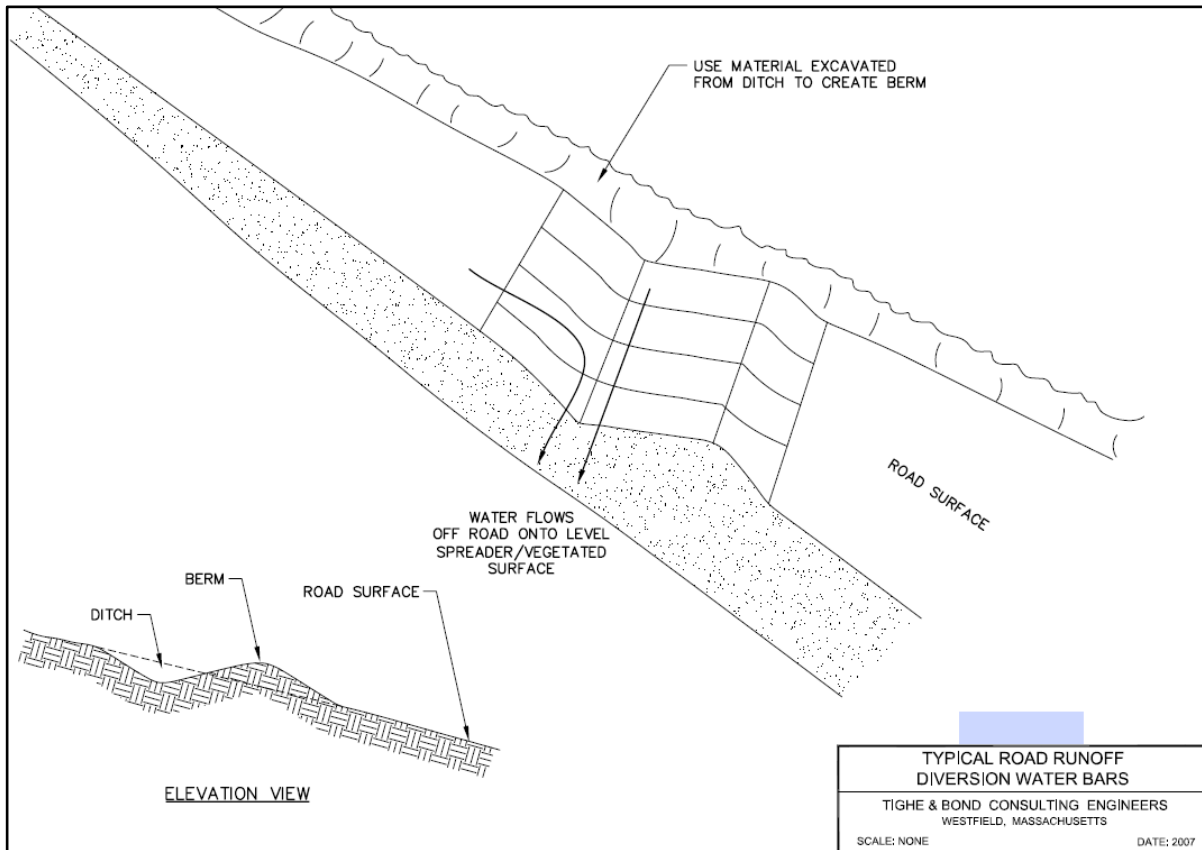 USE MATERIAL EXCAVATED
FROM DITCH TO CREATE BERM
ROAD SURFACE
WATER FLOWS
OFF ROAD ONTO LEVEL
SPREADER/VEGETATED
SURFACE
BERM
ROAD SURFACE
DITCH
ELEVATION VIEW
TYPICAL ROAD RUNOFF
DIVERSION WATER BARS
TIGHE & BOND CONSULTING ENGINEERS
WESTFIELD, MASSACHUSETTS
SCALE: NONE DATE: 2007